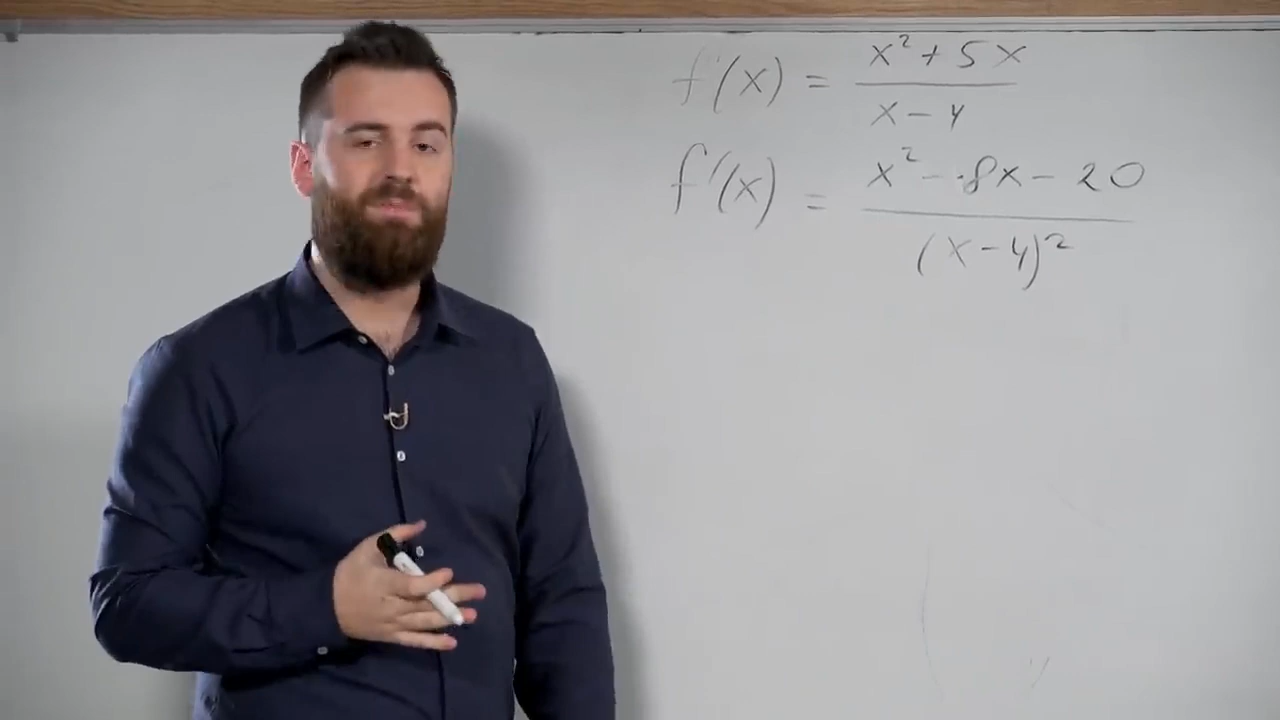 f'(x) = (x² + 5x)/(x - 4)
f'(x) = (x² - 8x - 20)/(x - 4)²